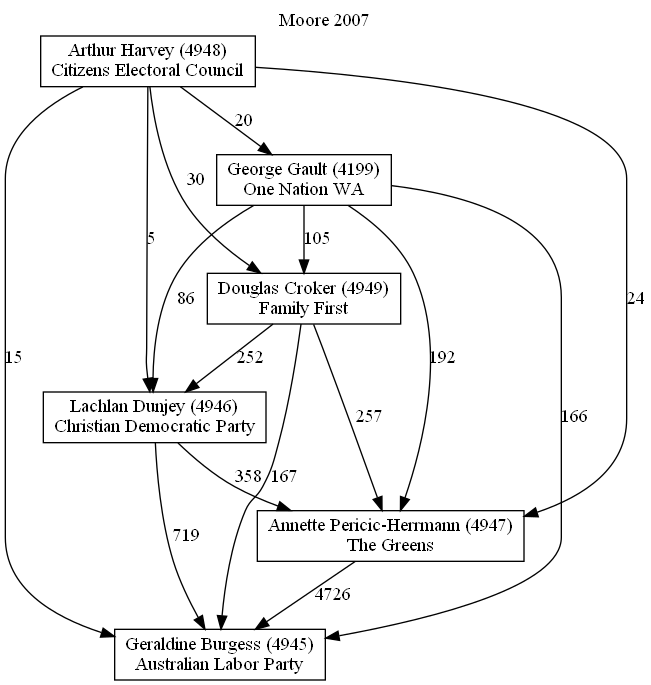 Moore 2007
Arthur Harvey (4948)
Citizens Electoral Council
20
George Gault (4199)
One Nation WA
30
5
105
86
Douglas Croker (4949)
Family First
24
15
252
192
Lachlan Dunjey (4946)
Christian Democratic Party
257
166
358
167
Annette Pericic-Herrmann (4947)
The Greens
719
4726
Geraldine Burgess (4945)
Australian Labor Party